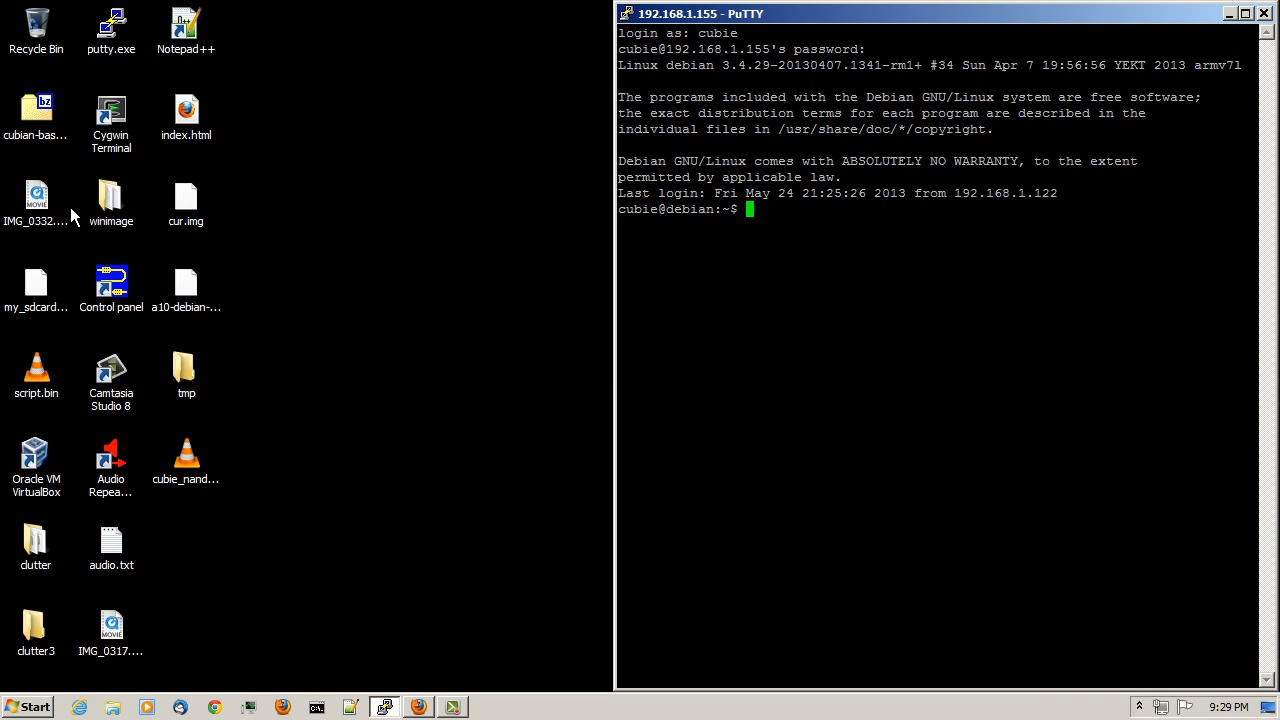 Recycle Bin
putty.exe
Notepad++
cubian-bas...
Cygwin
Terminal
index.html
IMG_0332....
winimage
cur.img
my_sdcard...
Control panel
a10-debian-...
script.bin
Camtasia
Studio 8
tmp
Oracle VM
VirtualBox
Audio
Repea...
cubie_nand...
clutter
audio.txt
clutter3
IMG_0317....
192.168.1.155 - PuTTY
login as: cubie
cubie@192.168.1.155's password:
Linux debian 3.4.29-20130407.1341-rm1+ #34 Sun Apr 7 19:56:56 YEKT 2013 armv7l
The programs included with the Debian GNU/Linux system are free software;
the exact distribution terms for each program are described in the
individual files in /usr/share/doc/*/copyright.
Debian GNU/Linux comes with ABSOLUTELY NO WARRANTY, to the extent
permitted by applicable law.
Last login: Fri May 24 21:25:26 2013 from 192.168.1.122
cubie@debian:~$
Start
9:29 PM